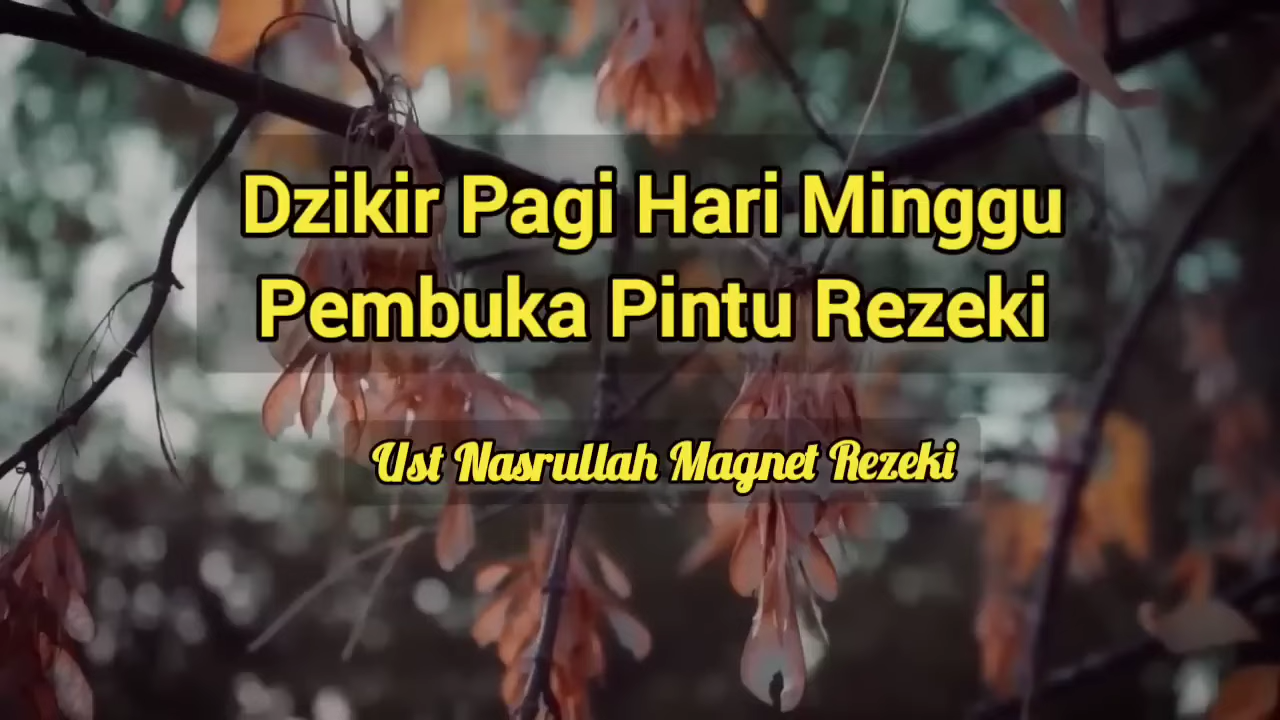 Dzikir Pagi Hari Minggu
Pembuka Pintu Rezeki
Ust Nasrullah Magnet Rezeki